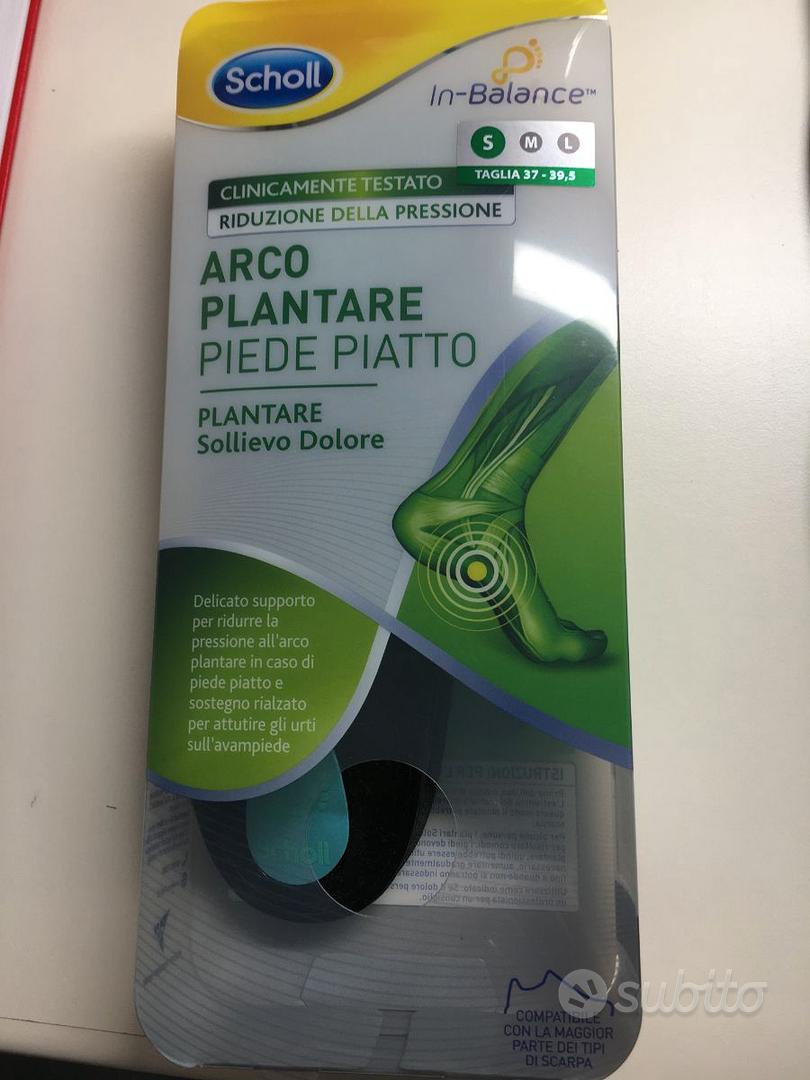 Scholl
In-Balance™
S M L
TAGLIA 37 - 39,5
CLINICAMENTE TESTATO
RIDUZIONE DELLA PRESSIONE
ARCO
PLANTARE
PIEDE PIATTO
PLANTARE
Sollievo Dolore
Delicato supporto
per ridurre la
pressione all'arco
plantare in caso di
piede piatto e
sostegno rialzato
per attutire gli urti
sull'avampiede
ISTRUZIONI PER L
subito
COMPATIBILE
CON LA MAGGIOR
PARTE DEI TIPI
DI SCARPA